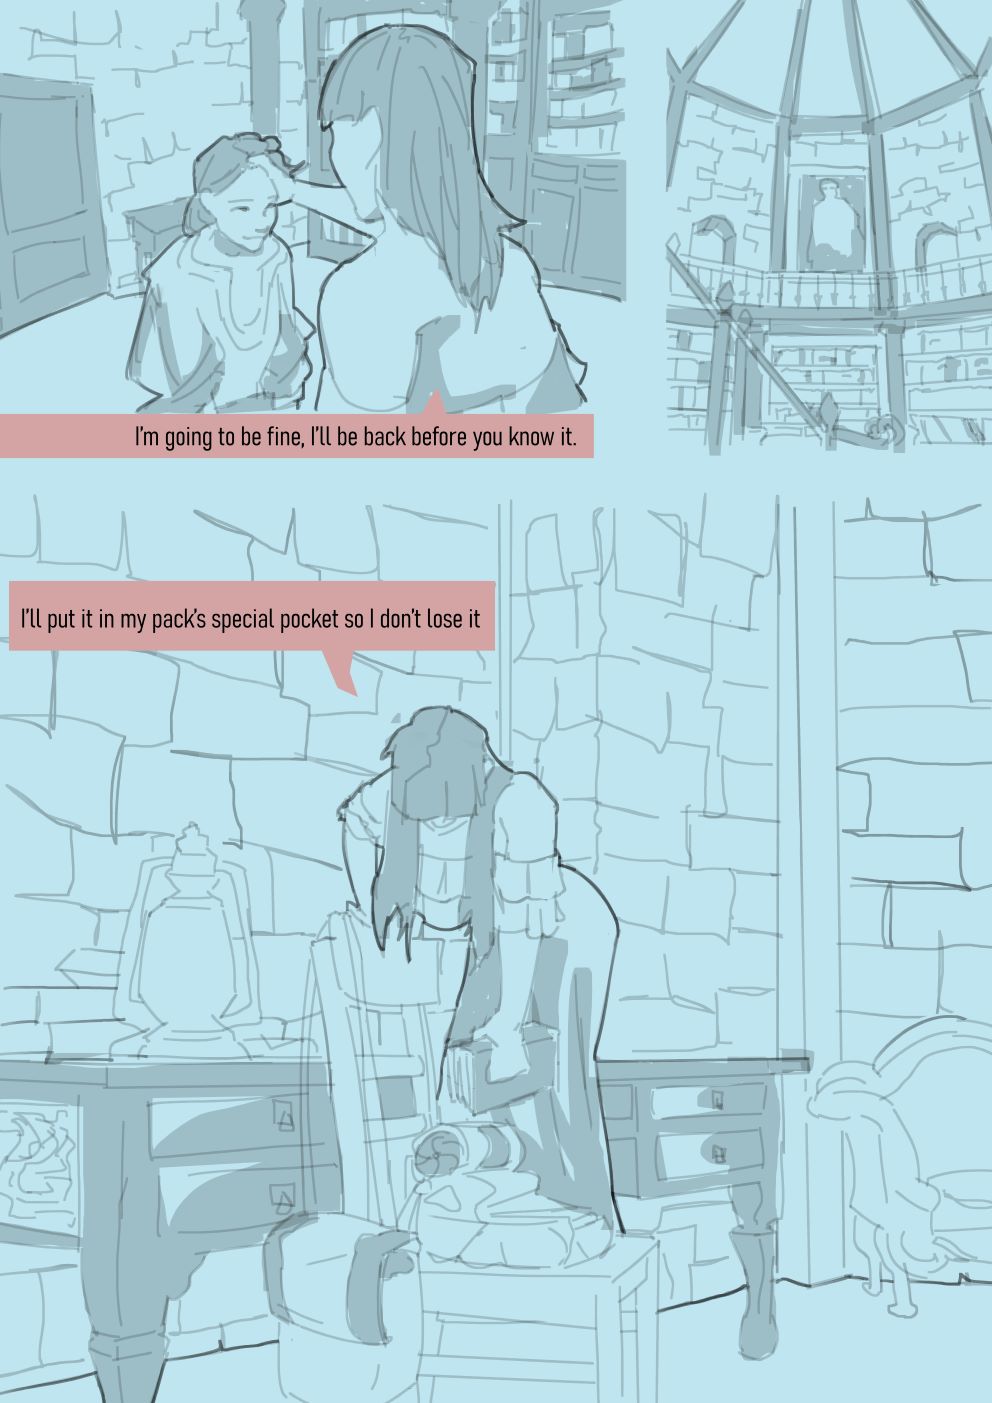 I'm going to be fine, I'll be back before you know it.
I'll put it in my pack's special pocket so I don't lose it